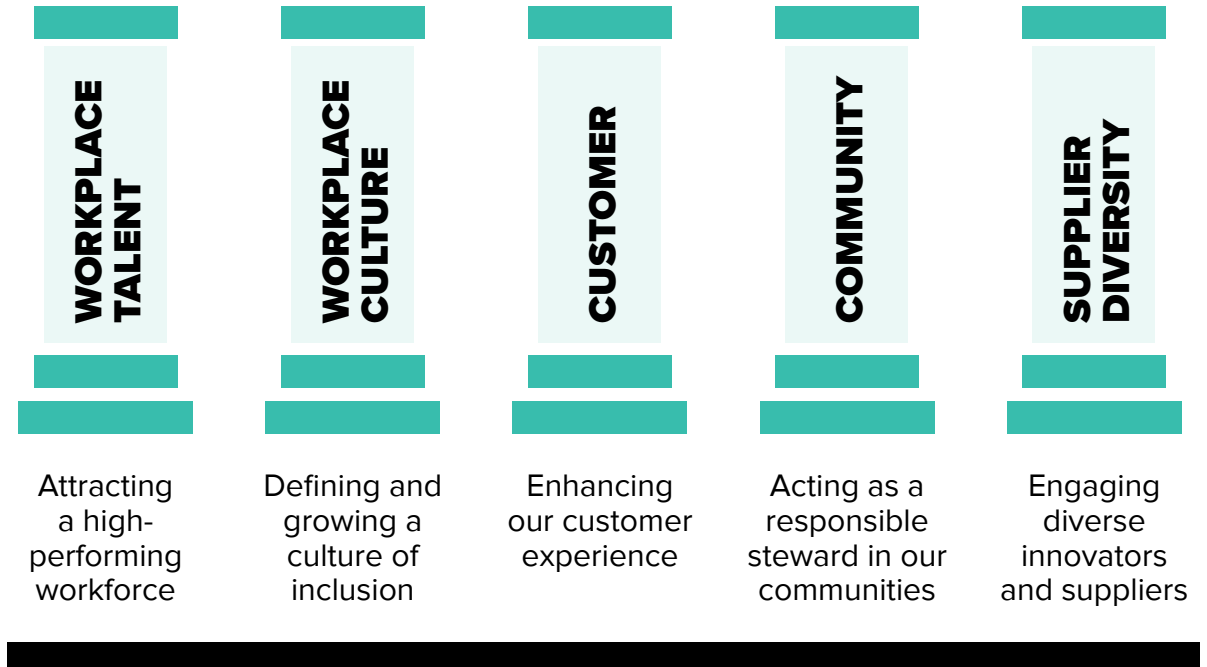 WORKPLACE
TALENT
WORKPLACE
CULTURE
CUSTOMER
COMMUNITY
SUPPLIER
DIVERSITY
Attracting
a high-
performing
workforce
Defining and
growing a
culture of
inclusion
Enhancing
our customer
experience
Acting as a
responsible
steward in our
communities
Engaging
diverse
innovators
and suppliers